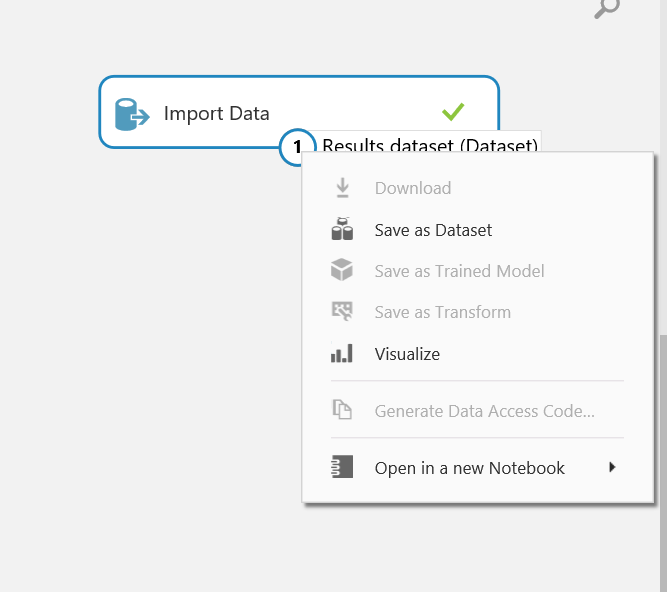 Import Data
1
Results dataset (Dataset)
Download
Save as Dataset
Save as Trained Model
Save as Transform
Visualize
Generate Data Access Code...
Open in a new Notebook